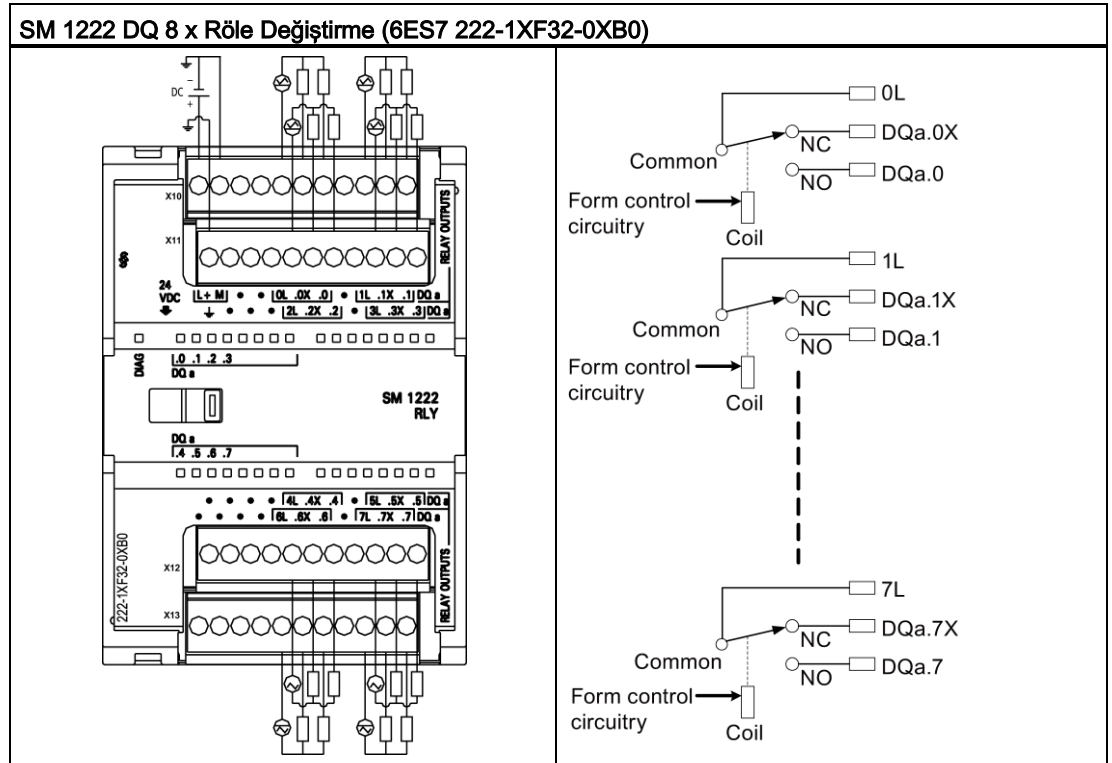 SM 1222 DQ 8 x Röle Değiştirme (6ES7 222-1XF32-0XB0)
DC
−
+
X10
X11
RELAY OUTPUTS
24
VDC
L+ M 0L .0X .0 1L .1X .1 DQ a
2L .2X .2 3L .3X .3 DQ a
DIAG
.0 .1 .2 .3
DQ a
SM 1222
RLY
DQ a
.4 .5 .6 .7
4L .4X .4 5L .5X .5 DQ a
6L .6X .6 7L .7X .7 DQ a
222-1XF32-0XB0
X12
X13
RELAY OUTPUTS
0L
DQa.0X
NC
Common
DQa.0
NO
Form control
circuitry
Coil
1L
DQa.1X
NC
Common
DQa.1
NO
Form control
circuitry
Coil
7L
DQa.7X
NC
Common
DQa.7
NO
Form control
circuitry
Coil